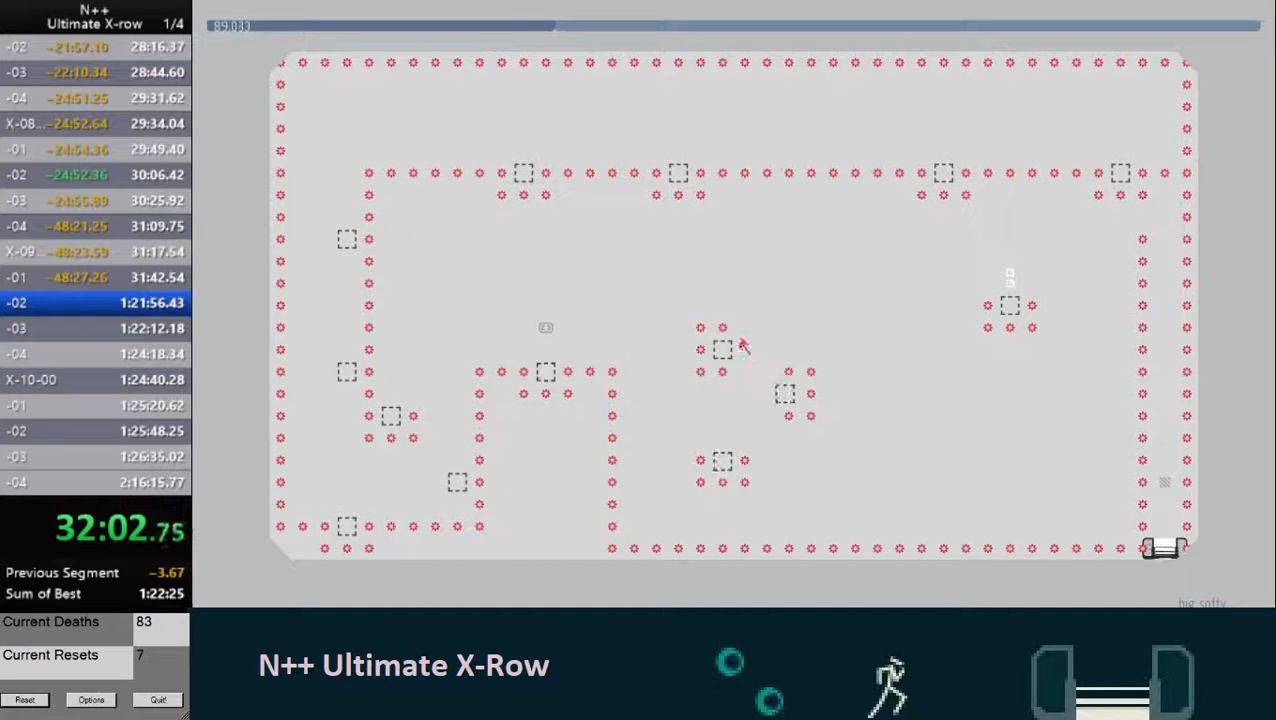 N++
Ultimate X-row 1/4
-02 -21:57.10 28:16.37
-03 -22:10.34 28:44.60
-04 -24:51.25 29:31.62
X-08... -24:52.64 29:34.04
-01 -24:54.36 29:49.40
-02 -24:52.36 30:06.42
-03 -24:55.89 30:25.92
-04 -48:21.25 31:09.75
X-09... -48:23.59 31:17.54
-01 -48:27.26 31:42.54
-02 1:21:56.43
-03 1:22:12.18
-04 1:24:18.34
X-10-00 1:24:40.28
-01 1:25:20.62
-02 1:25:48.25
-03 1:26:35.02
-04 2:16:15.77
32:02.75
Previous Segment -3.67
Sum of Best 1:22:25
Current Deaths 83
Current Resets 7
Reset Options Quit!
89.033
big softy
N++ Ultimate X-Row